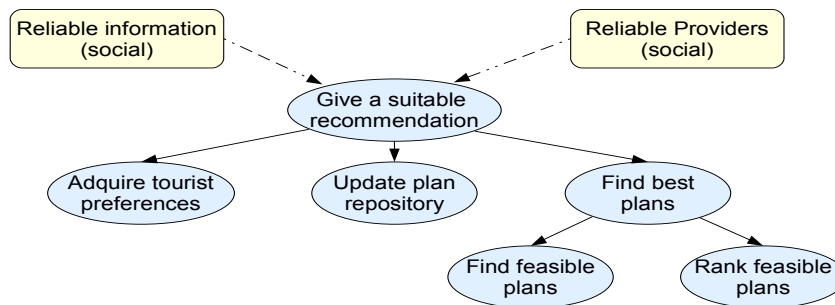 Reliable information
(social)
Reliable Providers
(social)
Give a suitable
recommendation
Adquire tourist
preferences
Update plan
repository
Find best
plans
Find feasible
plans
Rank feasible
plans